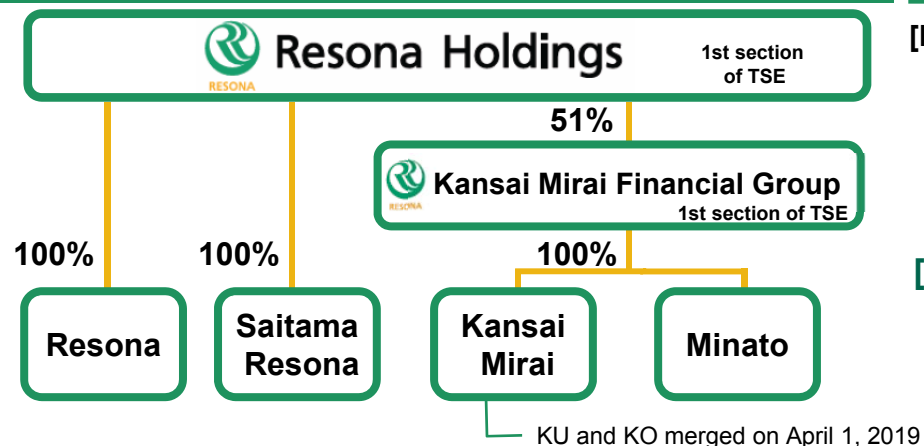 Resona Holdings
RESONA
1st section
of TSE
[
51%
Kansai Mirai Financial Group
RESONA
1st section of TSE
100%
100%
100%
[
Resona
Saitama
Resona
Kansai
Mirai
Minato
KU and KO merged on April 1, 2019